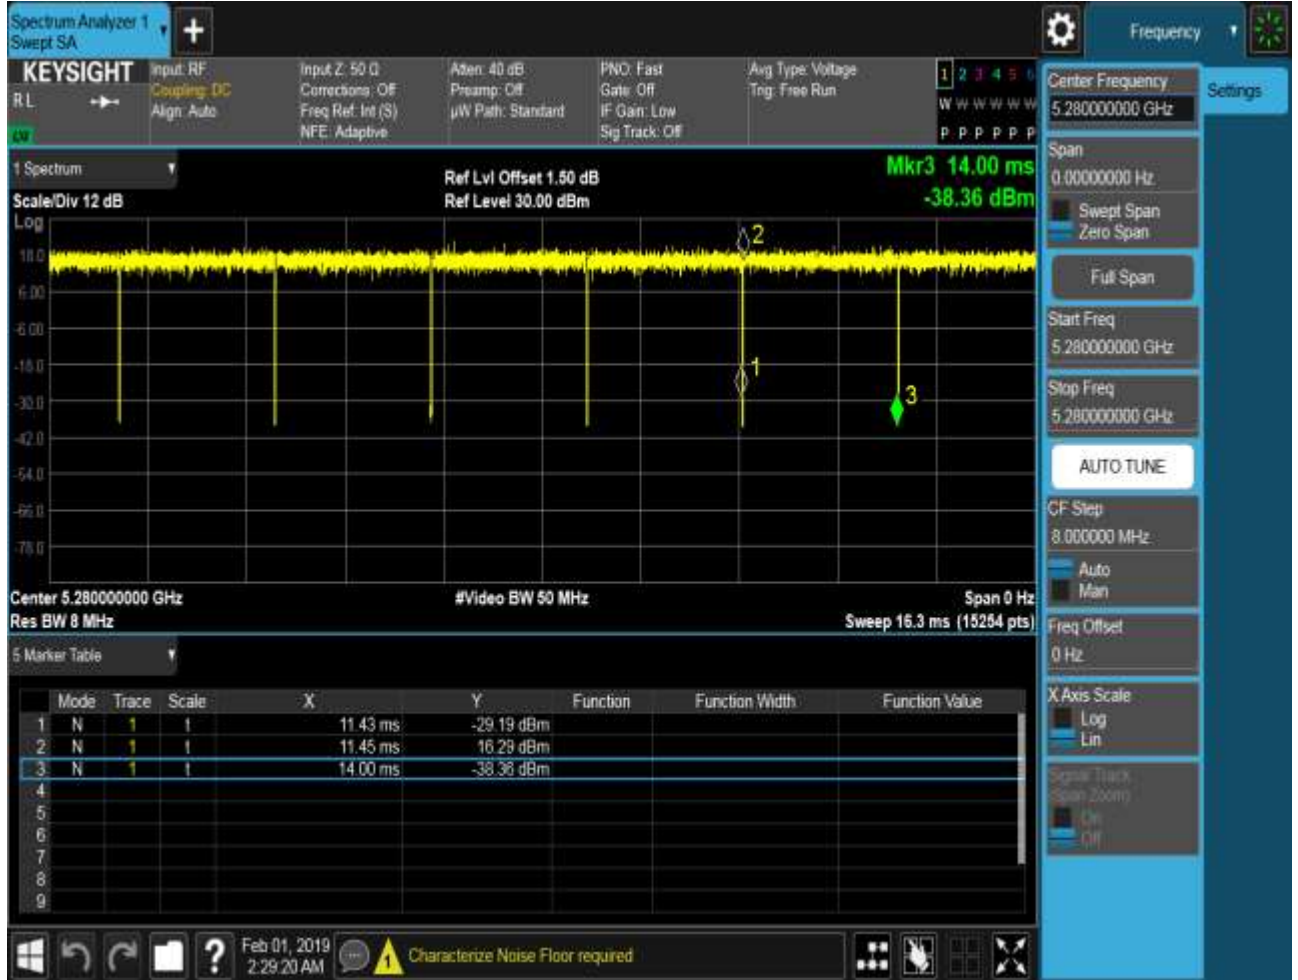 Spectrum Analyzer 1
Swept SA
Frequency
KEYSIGHT
RL
Input: RF
Coupling: DC
Align: Auto
Input Z: 50 Ω
Corrections: Off
Freq Ref: Int (S)
NFE: Adaptive
Atten: 40 dB
Preamp: Off
µW Path: Standard
PNO: Fast
Gate: Off
IF Gain: Low
Sig Track: Off
Avg Type: Voltage
Trig: Free Run
1 2 3 4 5 6
W W W W W W
P P P P P P
Center Frequency
5.280000000 GHz
Settings
Span
0.00000000 Hz
Swept Span
Zero Span
Full Span
Start Freq
5.280000000 GHz
Stop Freq
5.280000000 GHz
AUTO TUNE
CF Step
8.000000 MHz
Auto
Man
Freq Offset
0 Hz
X Axis Scale
Log
Lin
Signal Track
(Span Zoom)
On
Off
1 Spectrum
Scale/Div 12 dB
Ref Lvl Offset 1.50 dB
Ref Level 30.00 dBm
Mkr3 14.00 ms
-38.36 dBm
Log
18.0
6.00
-6.00
-18.0
-30.0
-42.0
-54.0
-66.0
-78.0
2
1
3
Center 5.280000000 GHz
#Video BW 50 MHz
Span 0 Hz
Res BW 8 MHz
Sweep 16.3 ms (15254 pts)
5 Marker Table
Mode Trace Scale X Y Function Function Width Function Value
1 N 1 t 11.43 ms -29.19 dBm
2 N 1 t 11.45 ms 16.29 dBm
3 N 1 t 14.00 ms -38.36 dBm
4
5
6
7
8
9
?
Feb 01, 2019
2:29:20 AM
1
Characterize Noise Floor required